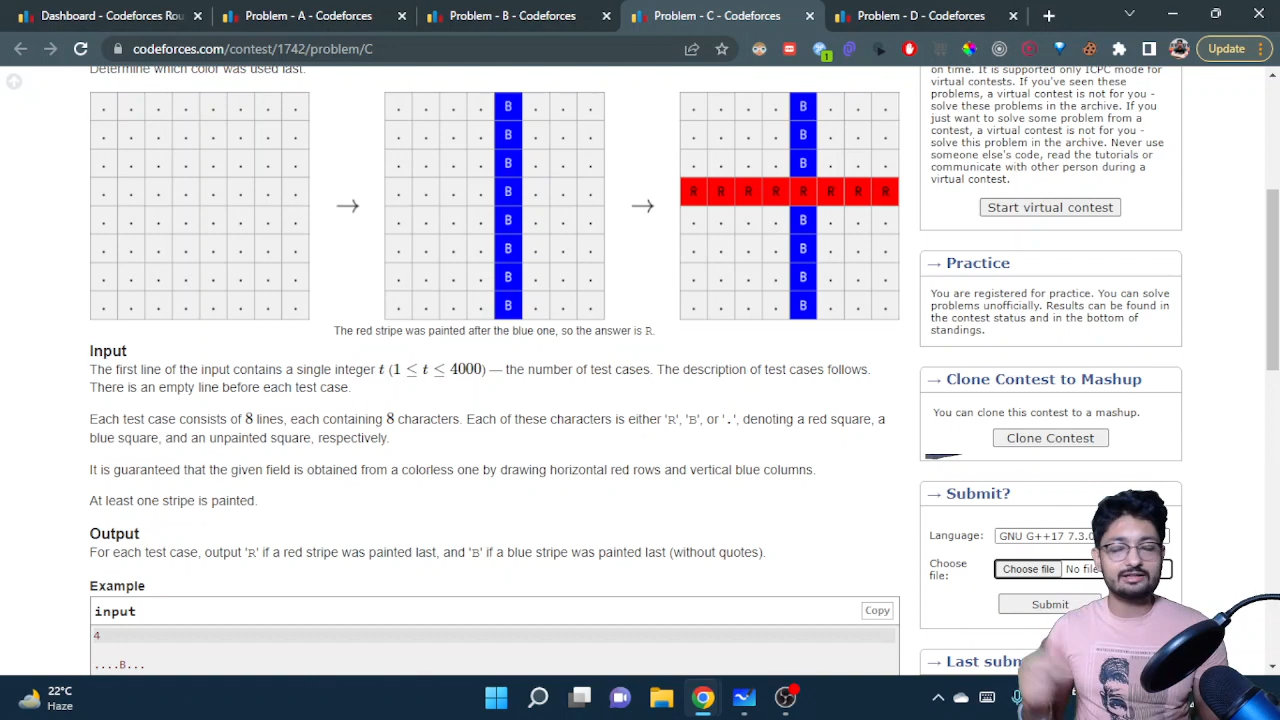 Dashboard - Codeforces Rou
Problem - A - Codeforces
Problem - B - Codeforces
Problem - C - Codeforces
Problem - D - Codeforces
codeforces.com/contest/1742/problem/C
1
Update
Determine which color was used last.
. . . . . . . .
. . . . . . . .
. . . . . . . .
. . . . . . . .
. . . . . . . .
. . . . . . . .
. . . . . . . .
. . . . . . . .
→
. . . . B . . .
. . . . B . . .
. . . . B . . .
. . . . B . . .
. . . . B . . .
. . . . B . . .
. . . . B . . .
. . . . B . . .
→
. . . . B . . .
. . . . B . . .
. . . . B . . .
R R R R R R R R
. . . . B . . .
. . . . B . . .
. . . . B . . .
. . . . B . . .
The red stripe was painted after the blue one, so the answer is R.
Input
The first line of the input contains a single integer t (1 ≤ t ≤ 4000) — the number of test cases. The description of test cases follows.
There is an empty line before each test case.
Each test case consists of 8 lines, each containing 8 characters. Each of these characters is either 'R', 'B', or '.', denoting a red square, a
blue square, and an unpainted square, respectively.
It is guaranteed that the given field is obtained from a colorless one by drawing horizontal red rows and vertical blue columns.
At least one stripe is painted.
Output
For each test case, output 'R' if a red stripe was painted last, and 'B' if a blue stripe was painted last (without quotes).
Example
input
Copy
4
....B...
on time. It is supported only ICPC mode for
virtual contests. If you've seen these
problems, a virtual contest is not for you -
solve these problems in the archive. If you
just want to solve some problem from a
contest, a virtual contest is not for you -
solve this problem in the archive. Never use
someone else's code, read the tutorials or
communicate with other person during a
virtual contest.
Start virtual contest
→ Practice
You are registered for practice. You can solve
problems unofficially. Results can be found in
the contest status and in the bottom of
standings.
→ Clone Contest to Mashup
You can clone this contest to a mashup.
Clone Contest
→ Submit?
Language: GNU G++17 7.3.0
Choose
file:
Choose file No file
Submit
→ Last subm
22°C
Haze